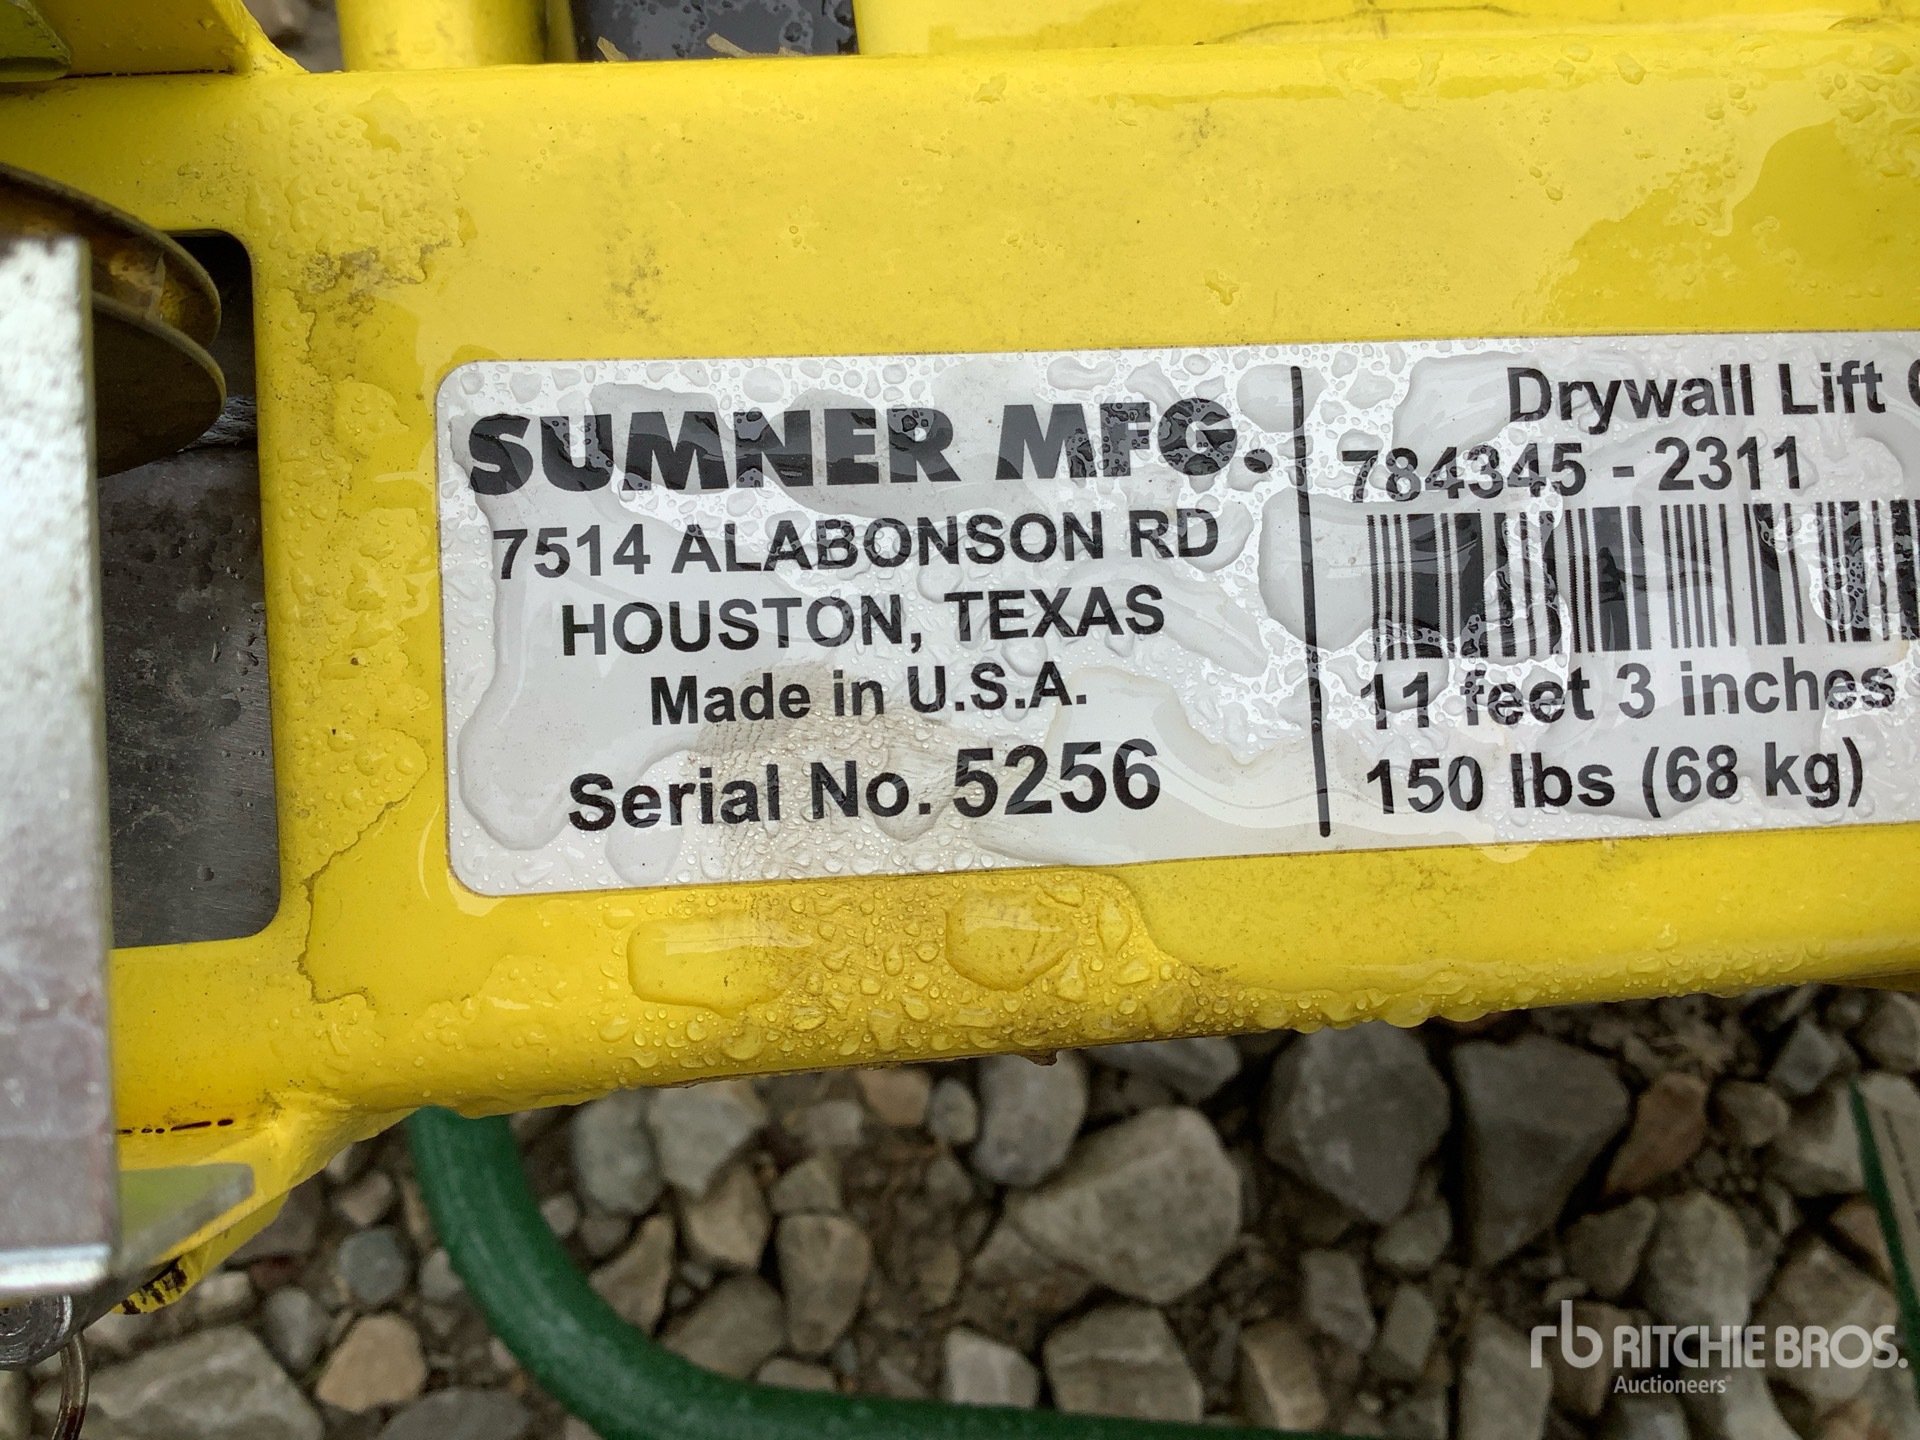 SUMNER MFG.
7514 ALABONSON RD
HOUSTON, TEXAS
Made in U.S.A.
Serial No. 5256
Drywall Lift
784345 - 2311
11 feet 3 inches
150 lbs (68 kg)
rb RITCHIE BROS.
Auctioneers